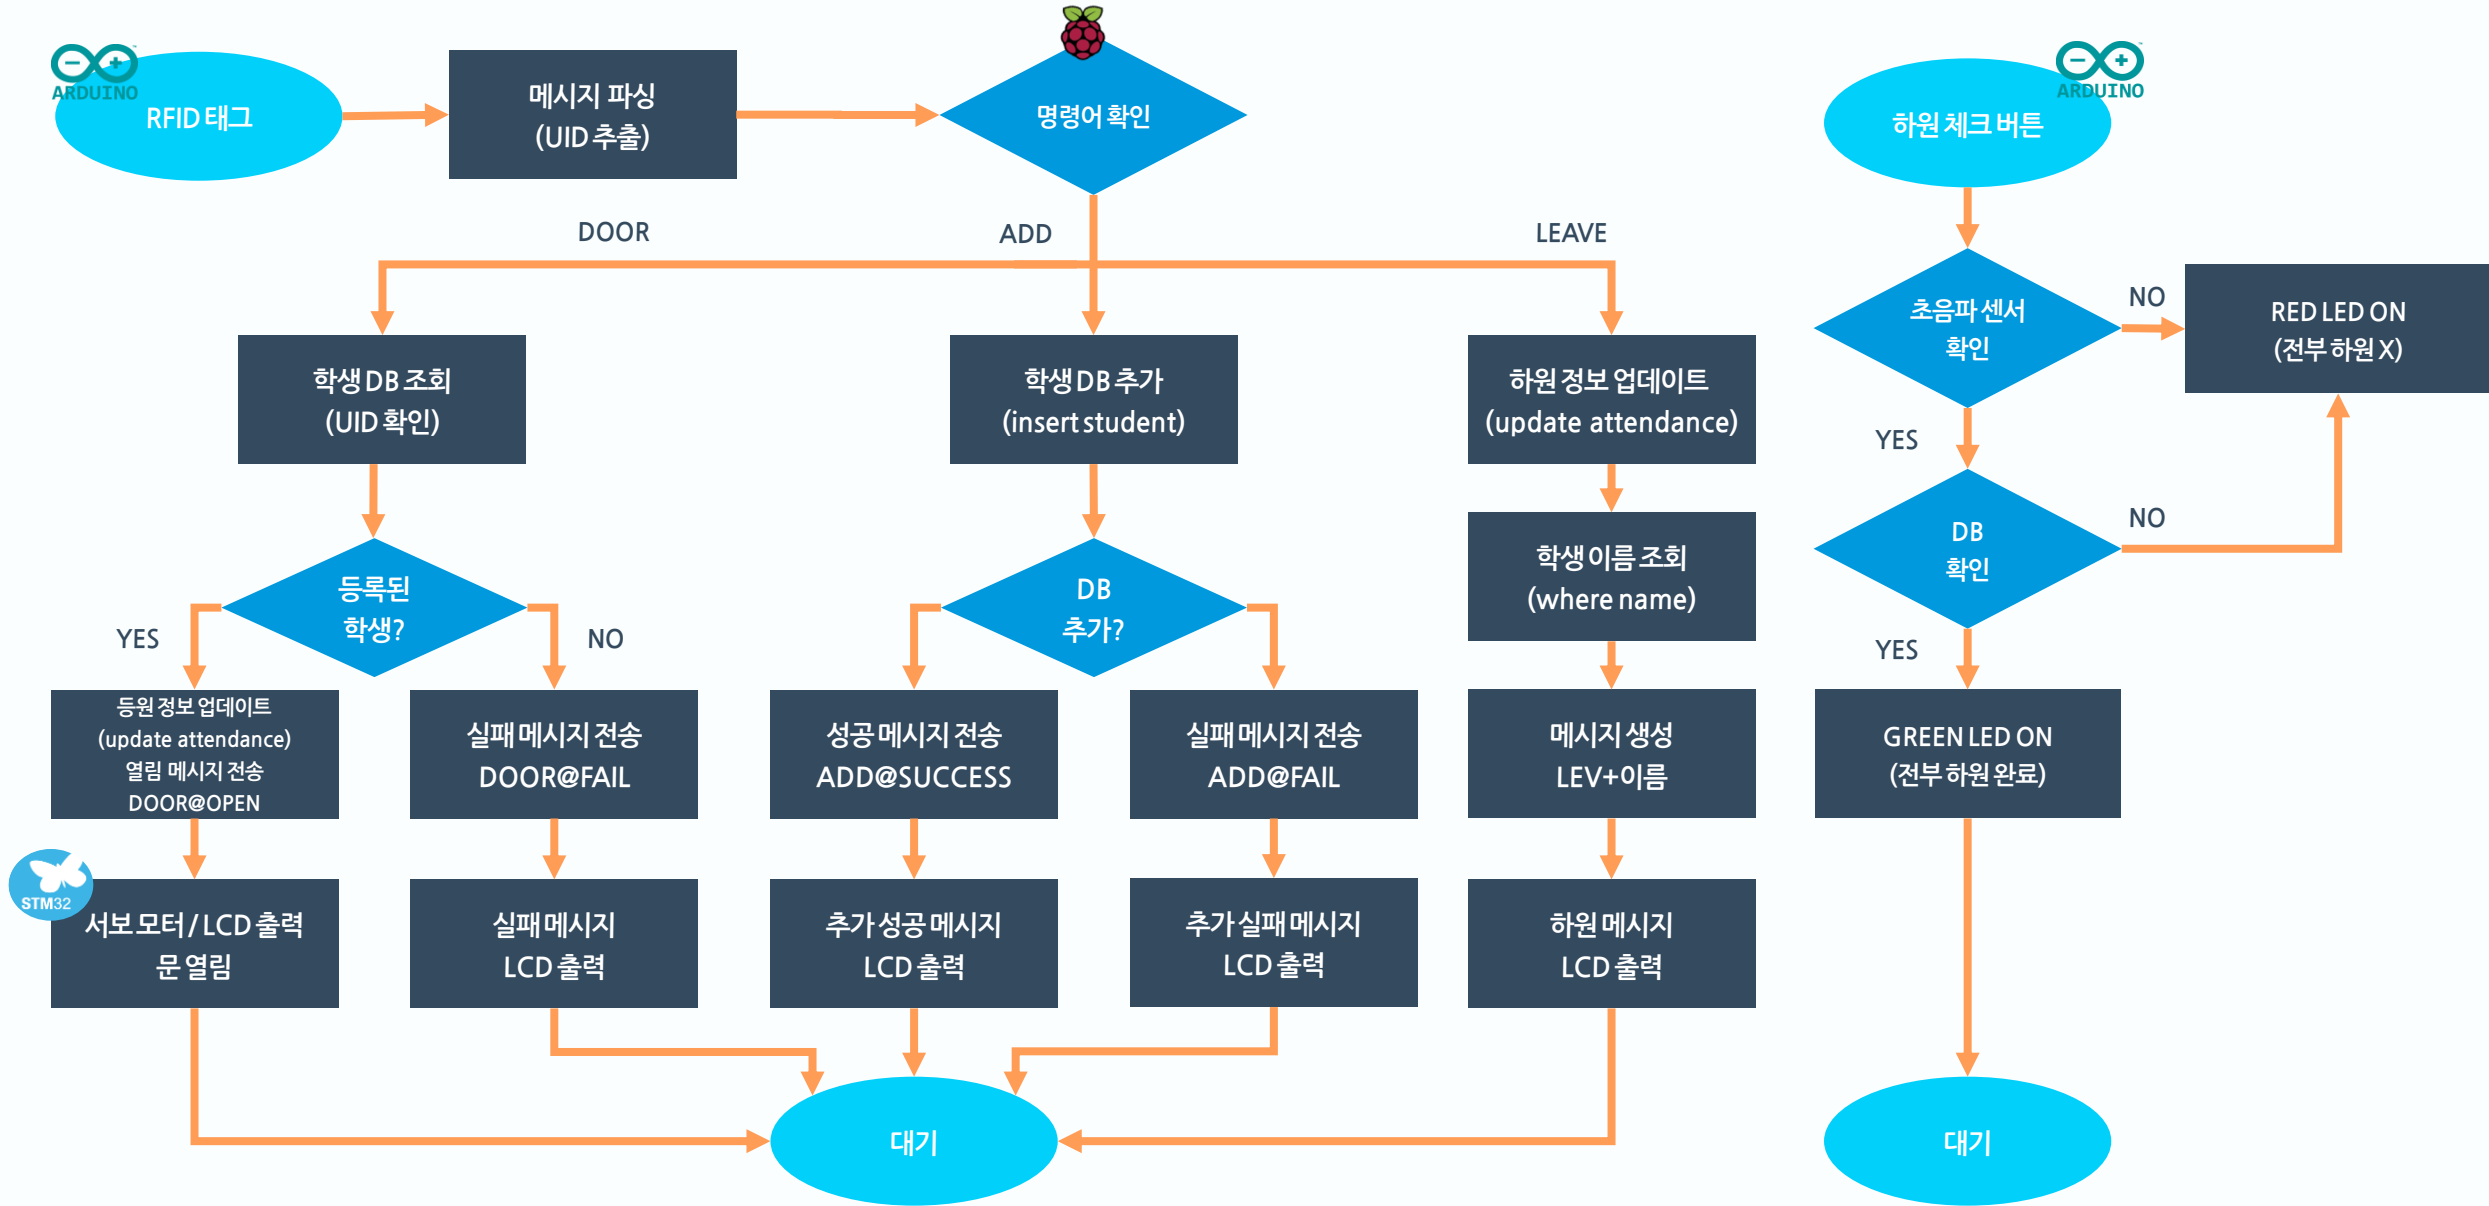 ARDUINO
RFID 태그
메시지 파싱
(UID 추출)
명령어 확인
ARDUINO
하원 체크 버튼
DOOR
ADD
LEAVE
초음파 센서
확인
NO
RED LED ON
(전부 하원 X)
학생 DB 조회
(UID 확인)
학생 DB 추가
(insert student)
하원 정보 업데이트
(update attendance)
YES
학생 이름 조회
(where name)
DB
확인
NO
등록된
학생?
YES
NO
DB
추가?
YES
등원 정보 업데이트
(update attendance)
열림 메시지 전송
DOOR@OPEN
실패 메시지 전송
DOOR@FAIL
성공 메시지 전송
ADD@SUCCESS
실패 메시지 전송
ADD@FAIL
메시지 생성
LEV+이름
GREEN LED ON
(전부 하원 완료)
STM32
서보 모터 / LCD 출력
문 열림
실패 메시지
LCD 출력
추가 성공 메시지
LCD 출력
추가 실패 메시지
LCD 출력
하원 메시지
LCD 출력
대기
대기